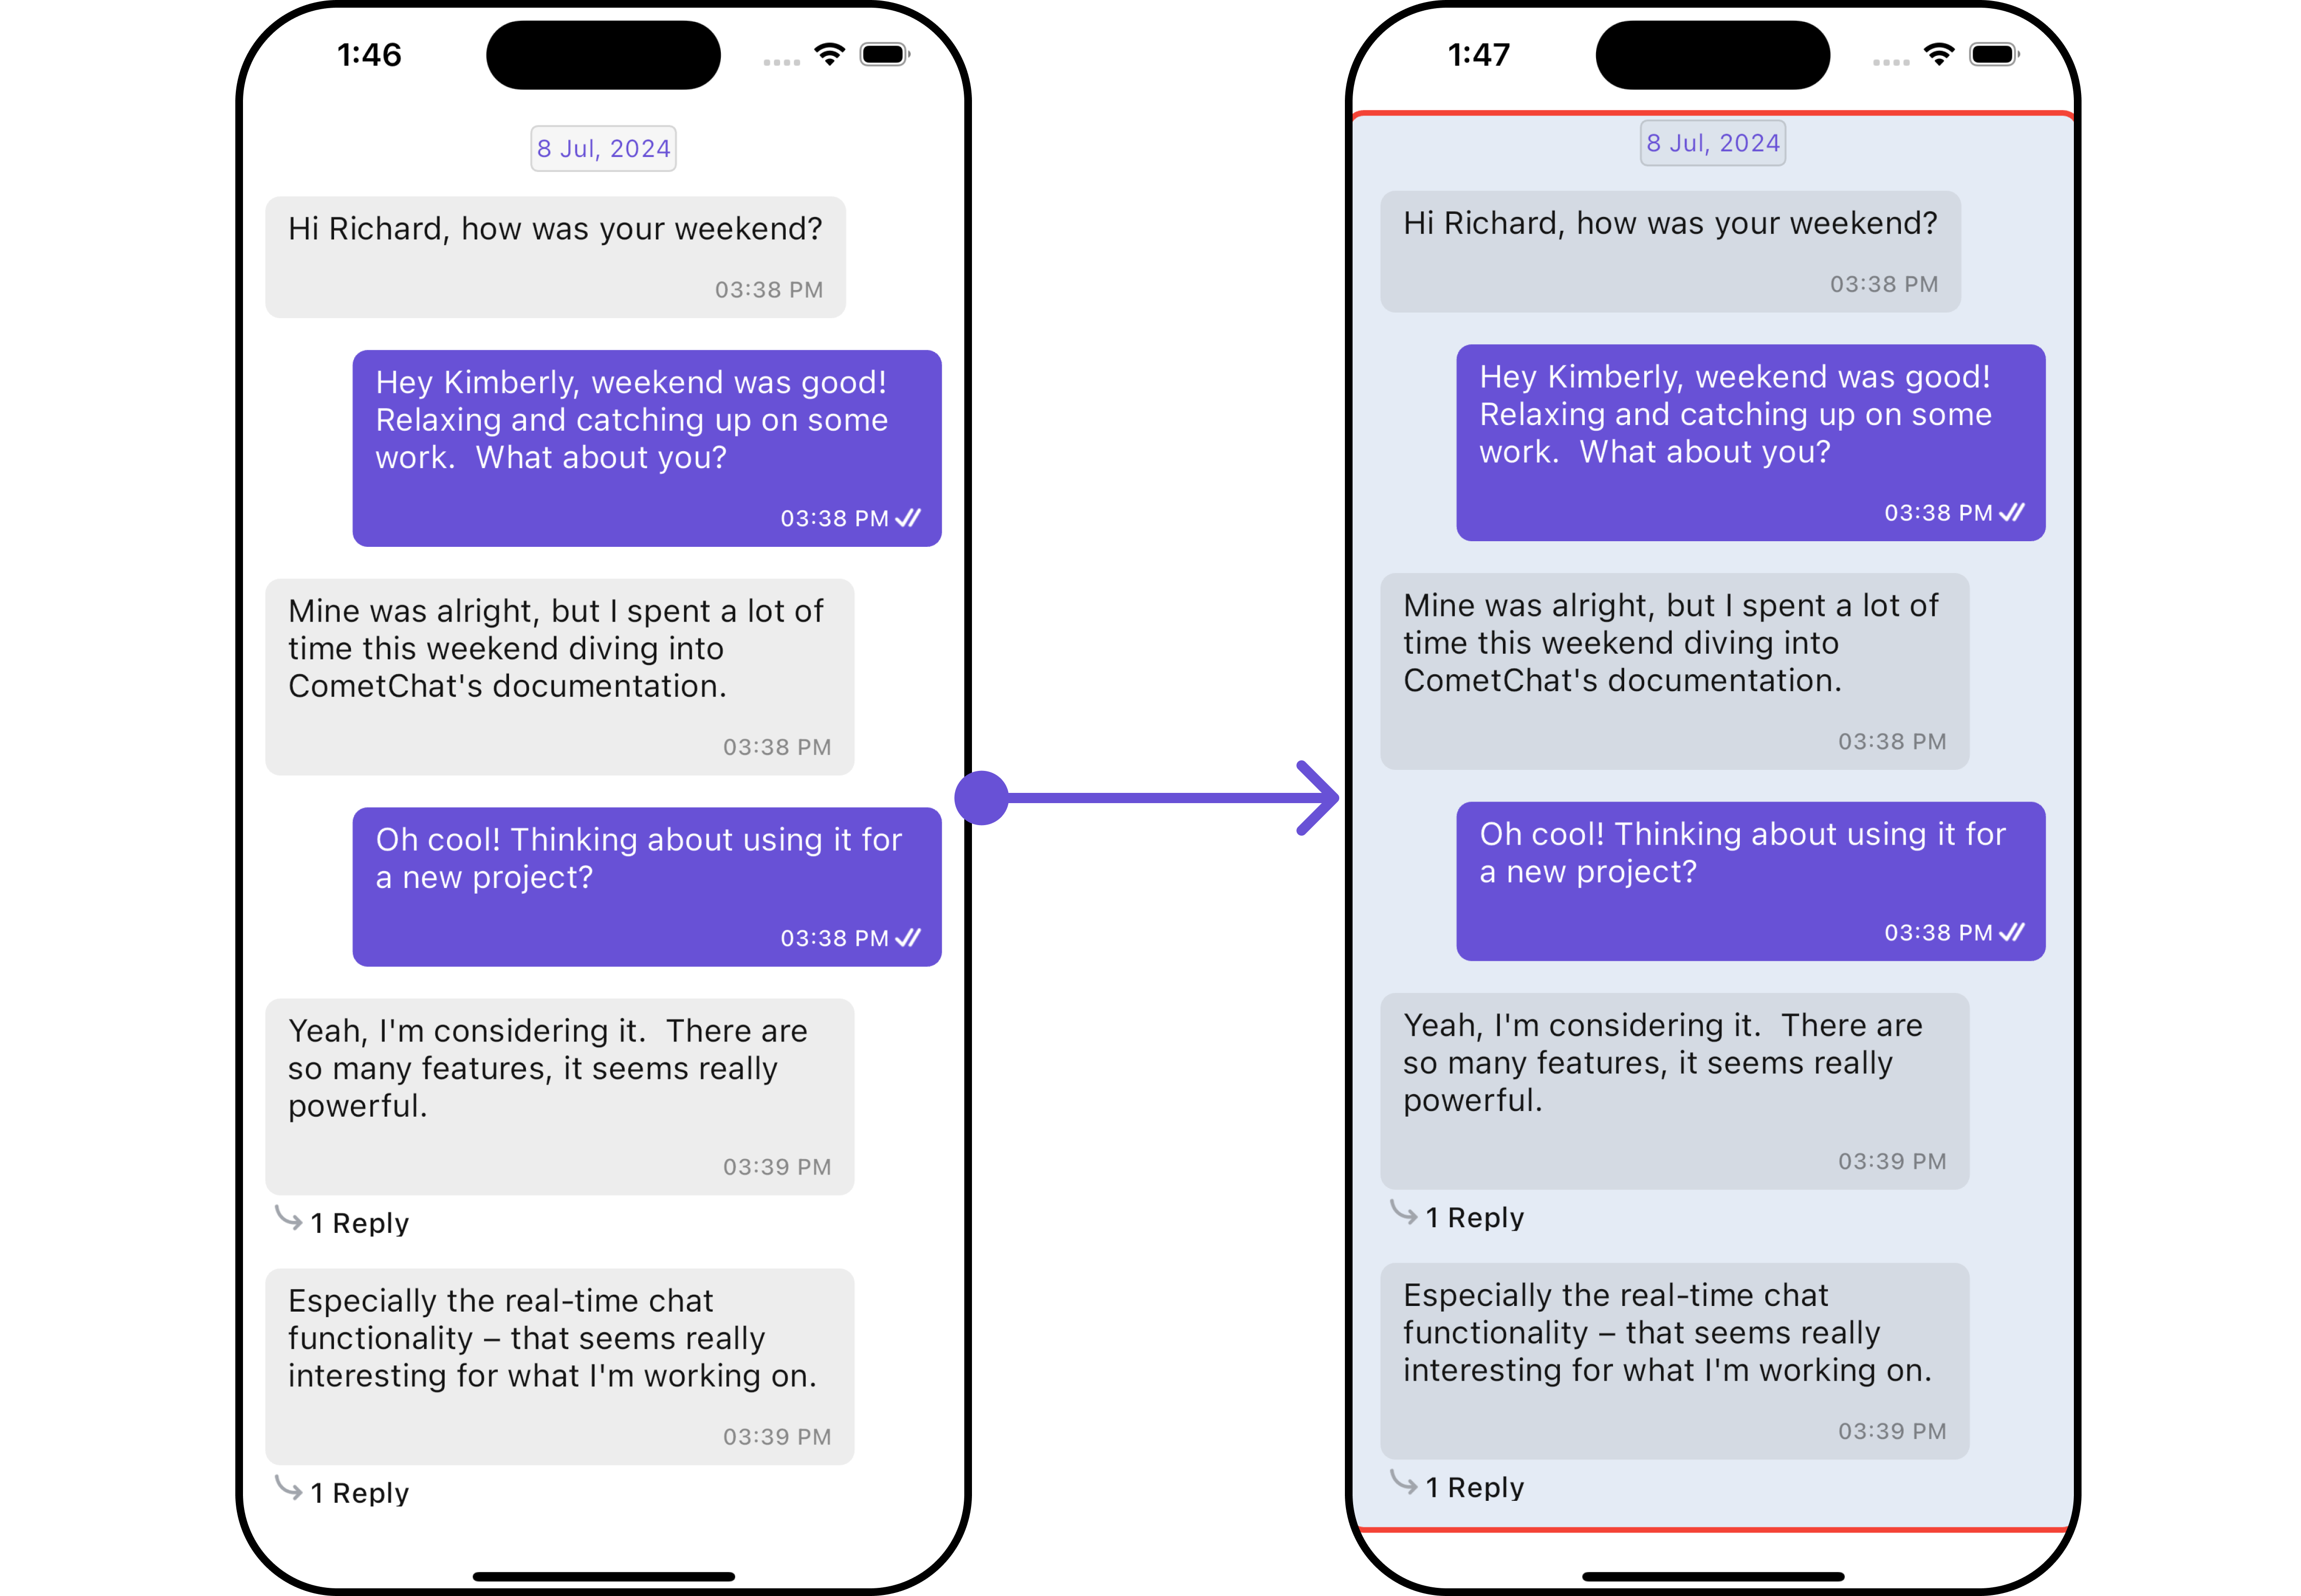 1:46
8 Jul, 2024
Hi Richard, how was your weekend?
03:38 PM
Hey Kimberly, weekend was good!
Relaxing and catching up on some
work.  What about you?
03:38 PM
Mine was alright, but I spent a lot of
time this weekend diving into
CometChat's documentation.
03:38 PM
Oh cool! Thinking about using it for
a new project?
03:38 PM
Yeah, I'm considering it.  There are
so many features, it seems really
powerful.
03:39 PM
1 Reply
Especially the real-time chat
functionality – that seems really
interesting for what I'm working on.
03:39 PM
1 Reply
1:47
8 Jul, 2024
Hi Richard, how was your weekend?
03:38 PM
Hey Kimberly, weekend was good!
Relaxing and catching up on some
work.  What about you?
03:38 PM
Mine was alright, but I spent a lot of
time this weekend diving into
CometChat's documentation.
03:38 PM
Oh cool! Thinking about using it for
a new project?
03:38 PM
Yeah, I'm considering it.  There are
so many features, it seems really
powerful.
03:39 PM
1 Reply
Especially the real-time chat
functionality – that seems really
interesting for what I'm working on.
03:39 PM
1 Reply